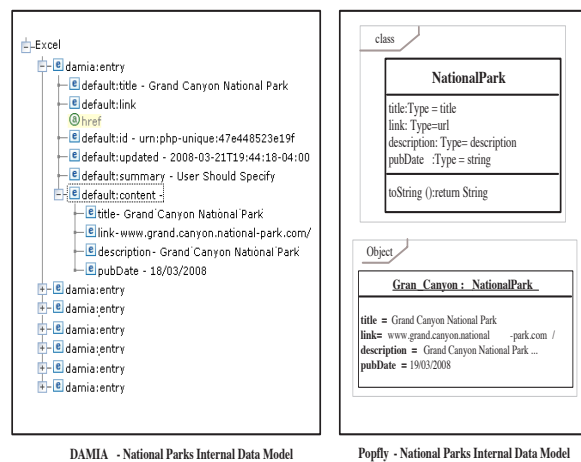 Excel
damia:entry
default:title - Grand Canyon National Park
default:link
href
default:id - urn:php-unique:47e448523e19f
default:updated - 2008-03-21T19:44:18-04:00
default:summary - User Should Specify
default:content -
title- Grand Canyon National Park
link-www.grand.canyon.national-park.com/
description- Grand Canyon National Park
pubDate - 18/03/2008
damia:entry
damia:entry
damia:entry
damia:entry
damia:entry
damia:entry
DAMIA - National Parks Internal Data Model
class
NationalPark
title:Type = title
link: Type=url
description: Type= description
pubDate :Type = string
toString ():return String
Object
Gran_Canyon : NationalPark
title = Grand Canyon National Park
link= www.grand.canyon.national -park.com /
description = Grand Canyon National Park ...
pubDate = 19/03/2008
Popfly - National Parks Internal Data Model